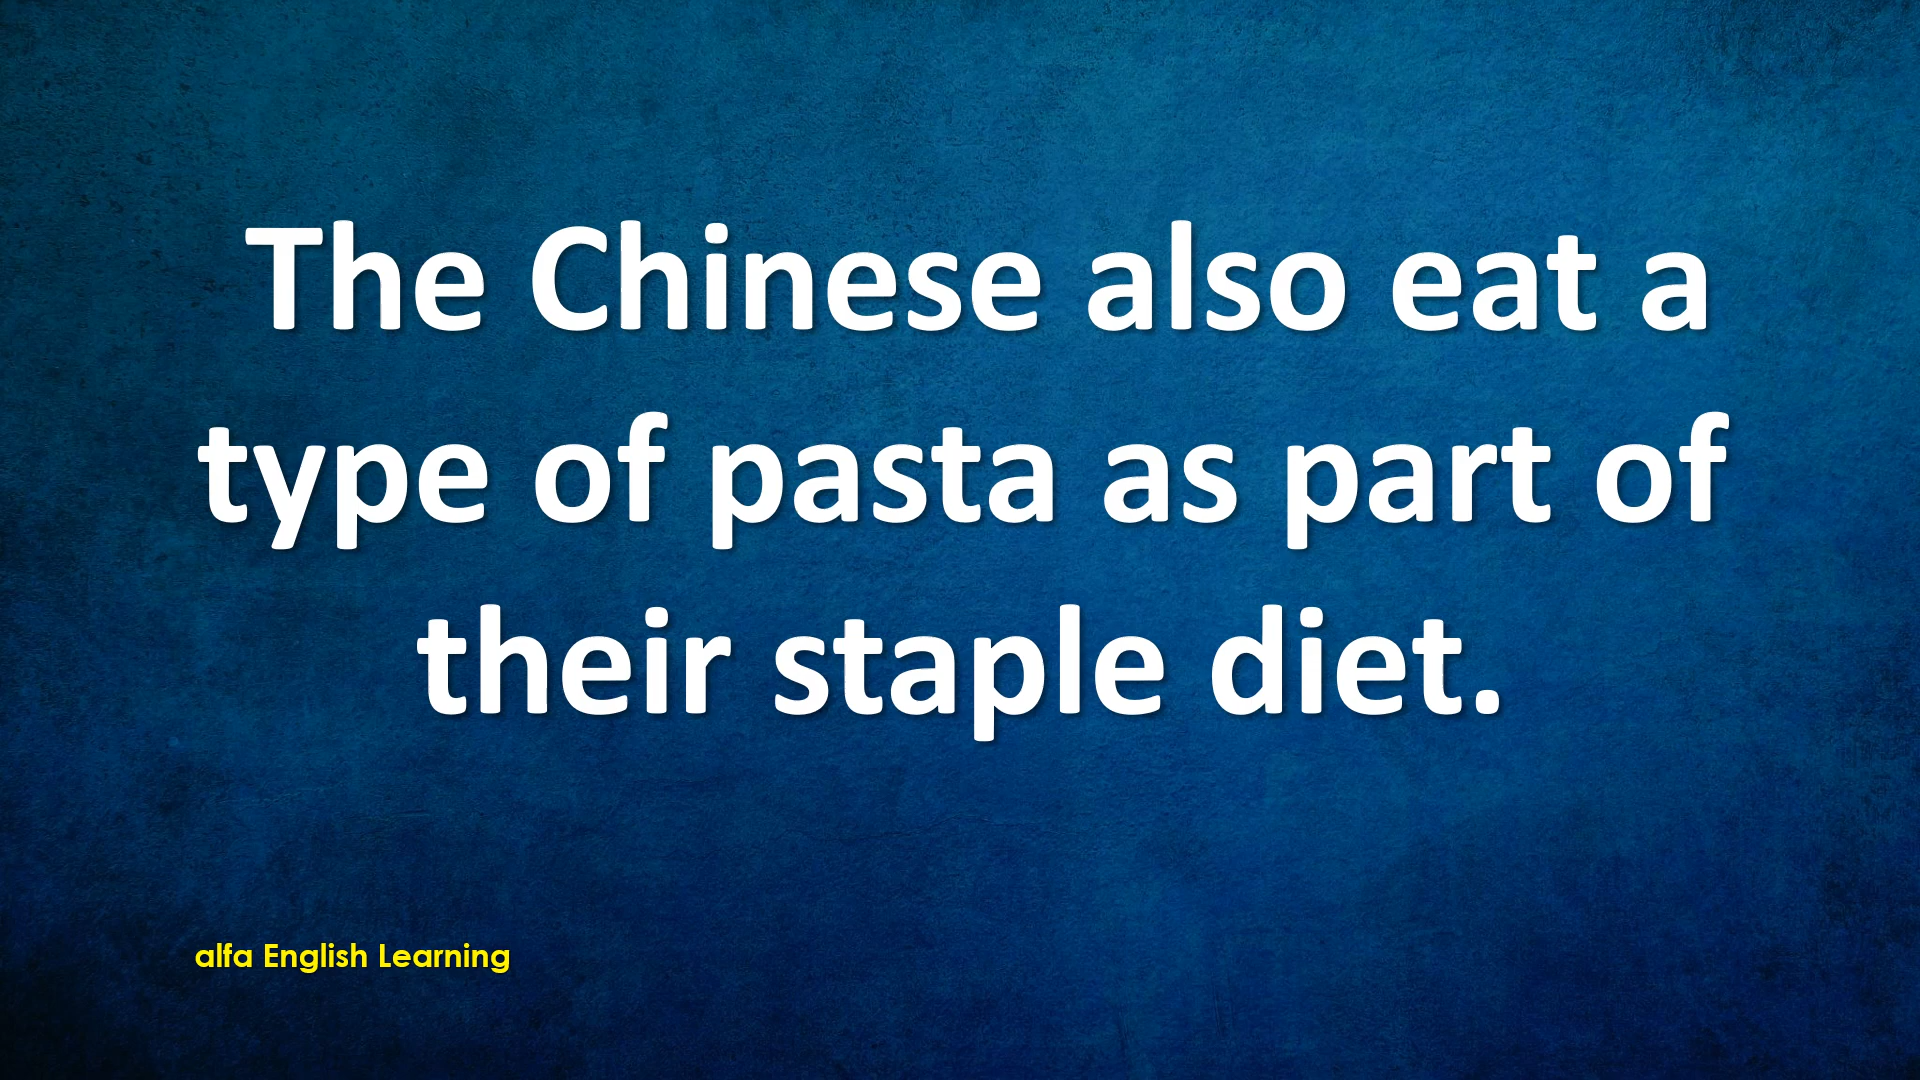 The Chinese also eat a
type of pasta as part of
their staple diet.
alfa English Learning